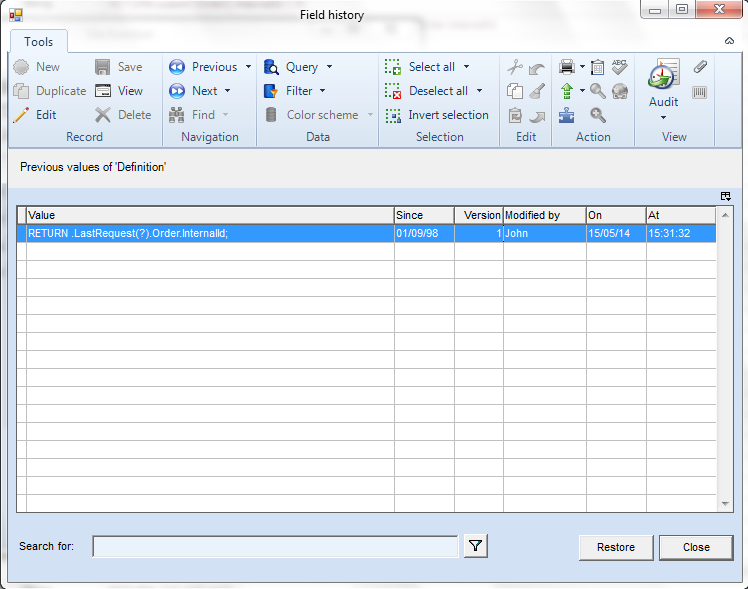 Field history
Tools
New Save Previous Query Select all
Duplicate View Next Filter Deselect all Audit
Edit Delete Find Color scheme Invert selection
Record Navigation Data Selection Edit Action View
Previous values of 'Definition'
Value Since Version Modified by On At
RETURN .LastRequest(?).Order.InternalId; 01/09/98 1 John 15/05/14 15:31:32
Search for: Restore Close